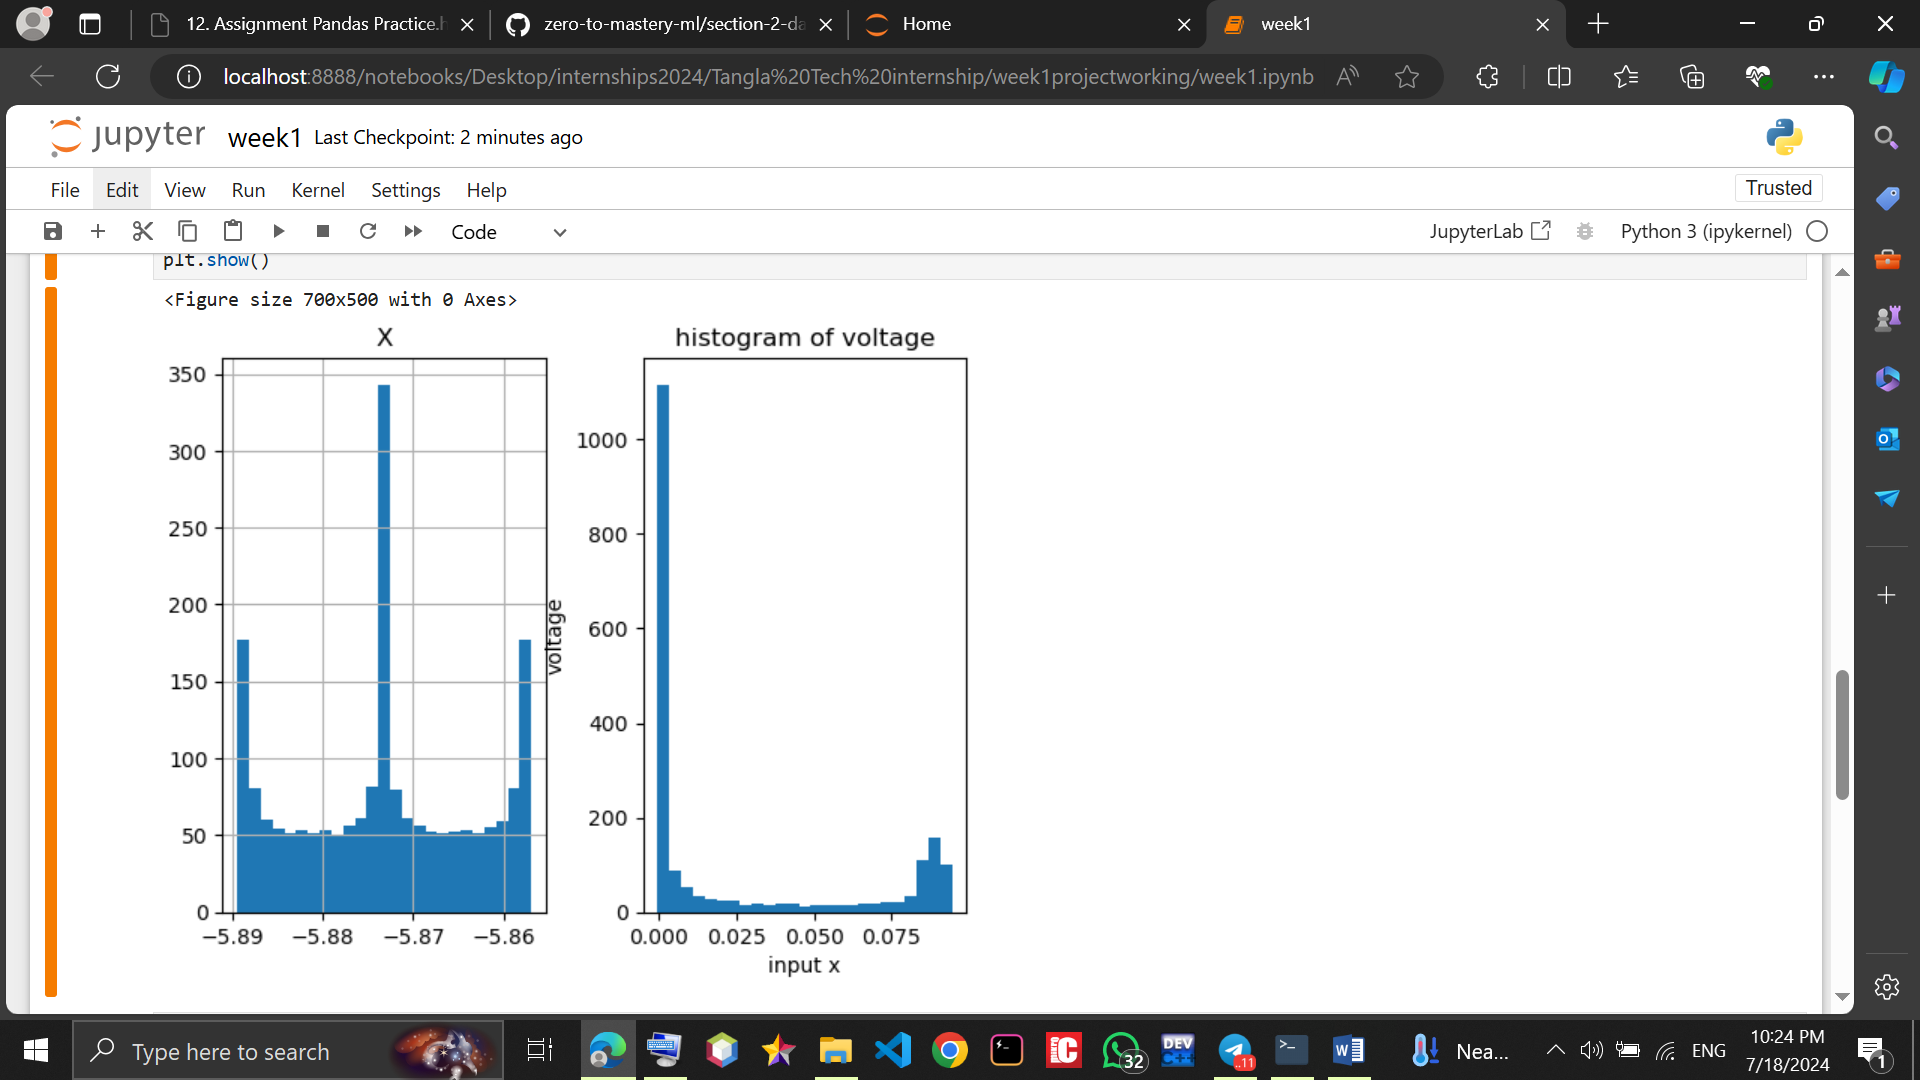 12. Assignment Pandas Practice.h
zero-to-mastery-ml/section-2-da
Home
week1
localhost:8888/notebooks/Desktop/internships2024/Tangla%20Tech%20internship/week1projectworking/week1.ipynb
jupyter week1 Last Checkpoint: 2 minutes ago
File Edit View Run Kernel Settings Help
Trusted
Code
JupyterLab
Python 3 (ipykernel)
plt.show()
<Figure size 700x500 with 0 Axes>
X
350
300
250
200
150
100
50
0
−5.89 −5.88 −5.87 −5.86
histogram of voltage
voltage
1000
800
600
400
200
0
0.000 0.025 0.050 0.075
input x
Type here to search
DEV
C++
32
..11
Nea...
ENG
10:24 PM
7/18/2024
1